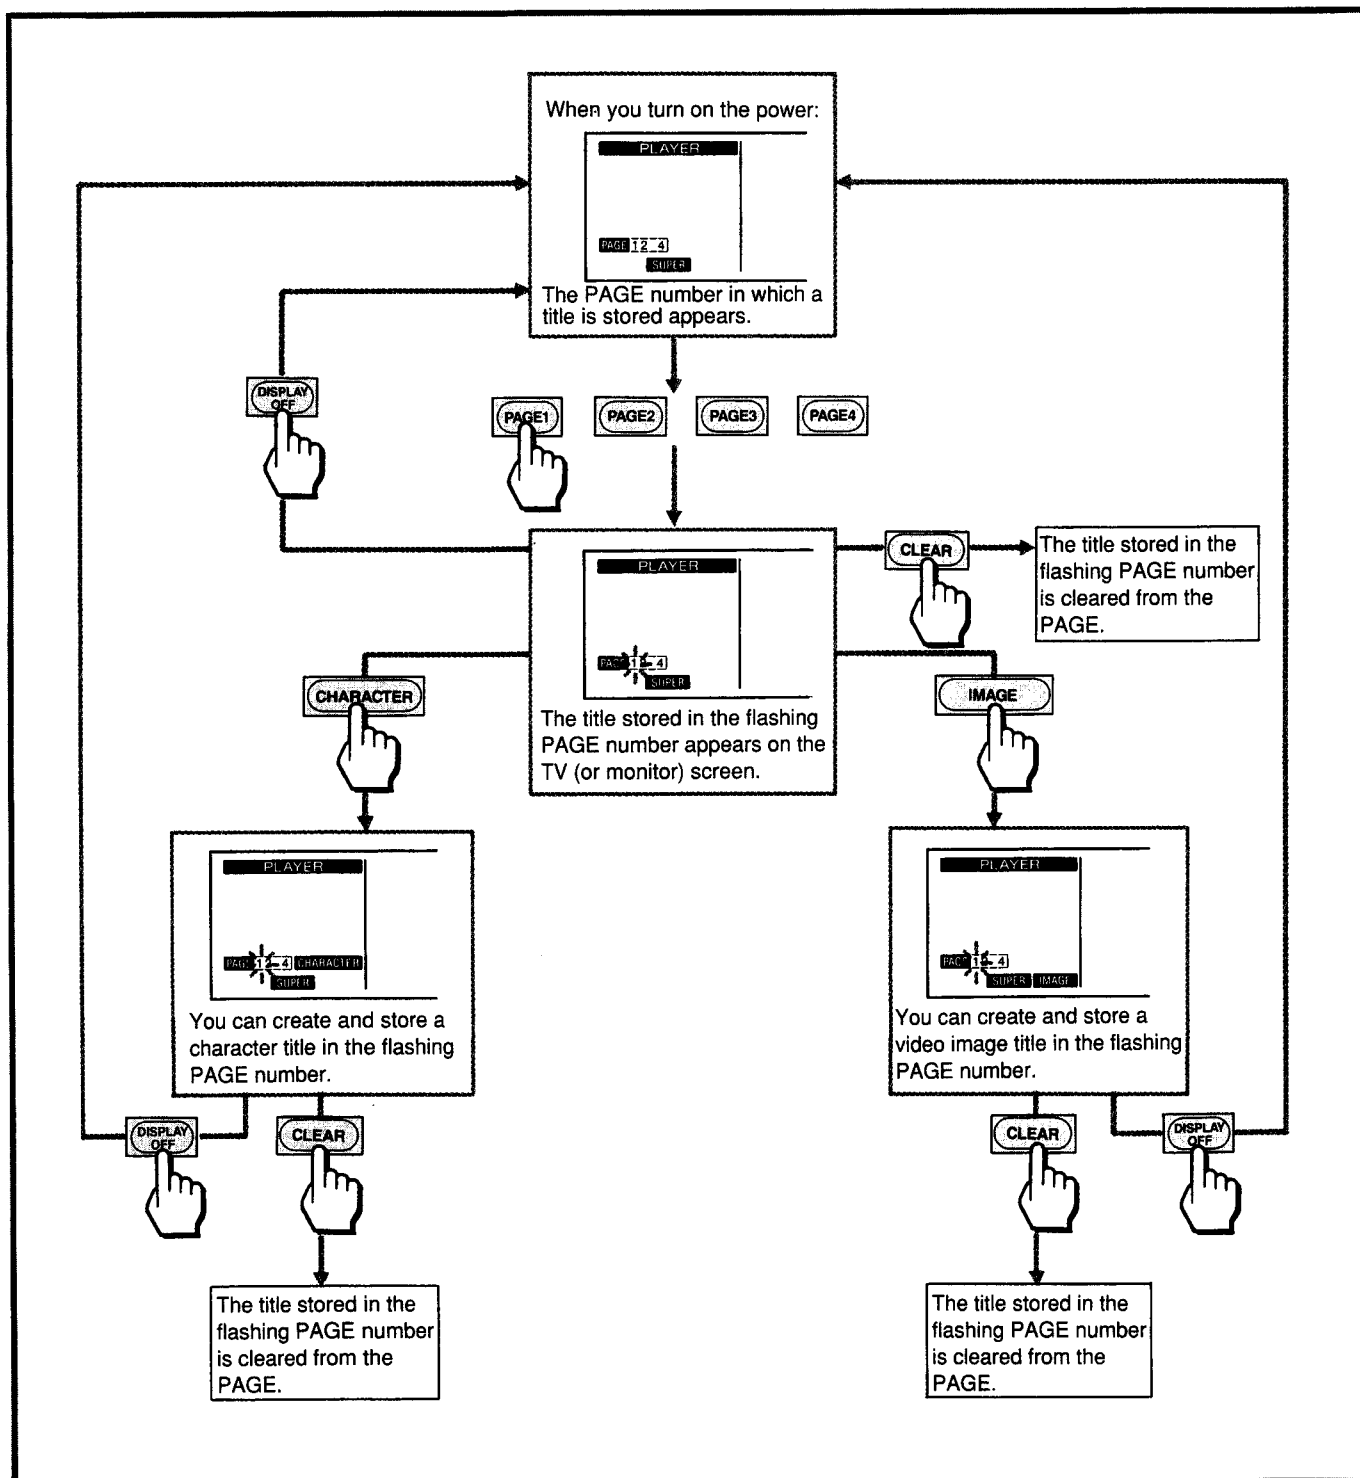 When you turn on the power:
PLAYER
PAGE 12_4
SUPER
The PAGE number in which a
title is stored appears.
DISPLAY
OFF
PAGE1 PAGE2 PAGE3 PAGE4
PLAYER
PAGE 1 4
SUPER
The title stored in the flashing
PAGE number appears on the
TV (or monitor) screen.
CLEAR
The title stored in the
flashing PAGE number
is cleared from the
PAGE.
CHARACTER
IMAGE
PLAYER
PAGE 12 4 CHARACTER
SUPER
You can create and store a
character title in the flashing
PAGE number.
PLAYER
PAGE 1 4
SUPER IMAGE
You can create and store a
video image title in the flashing
PAGE number.
DISPLAY
OFF
CLEAR
CLEAR
DISPLAY
OFF
The title stored in the
flashing PAGE number
is cleared from the
PAGE.
The title stored in the
flashing PAGE number
is cleared from the
PAGE.